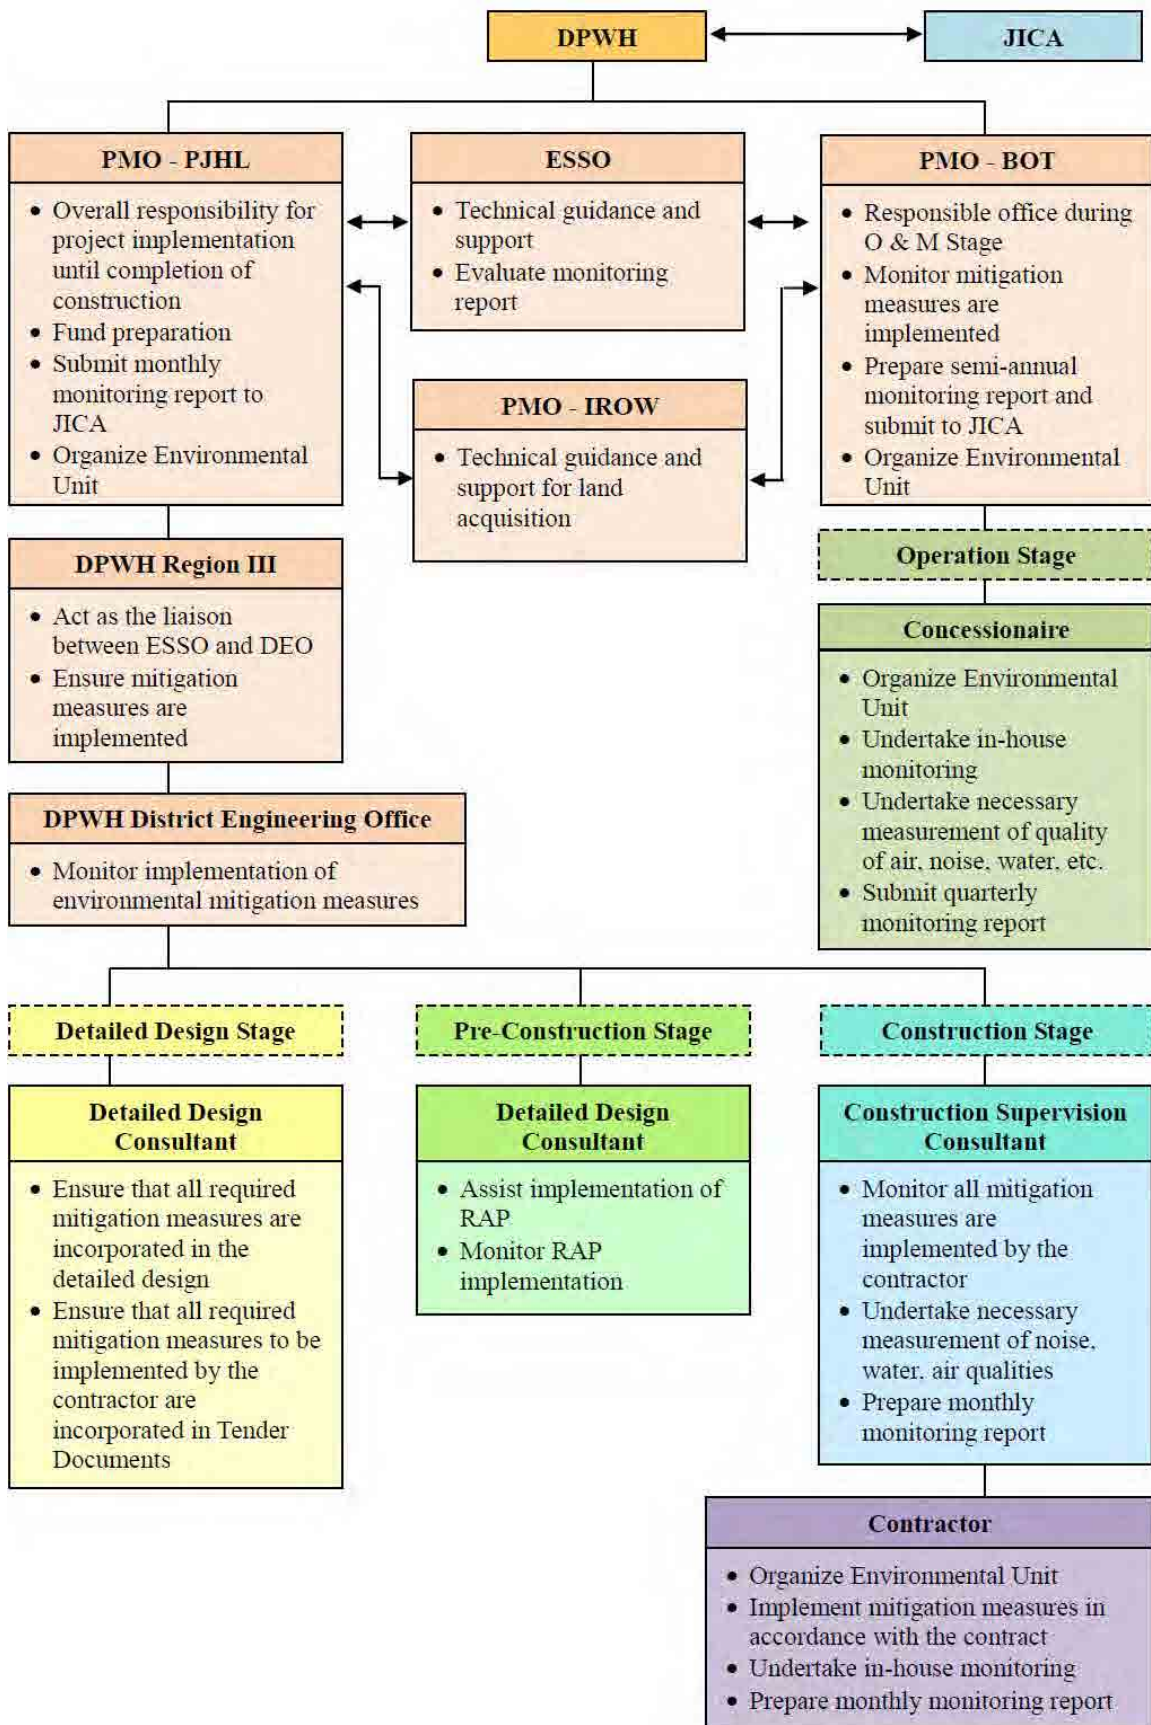 DPWH
JICA
PMO - PJHL
• Overall responsibility for
project implementation
until completion of
construction
• Fund preparation
• Submit monthly
monitoring report to
JICA
• Organize Environmental
Unit
ESSO
• Technical guidance and
support
• Evaluate monitoring
report
PMO - BOT
• Responsible office during
O & M Stage
• Monitor mitigation
measures are
implemented
• Prepare semi-annual
monitoring report and
submit to JICA
• Organize Environmental
Unit
PMO - IROW
• Technical guidance and
support for land
acquisition
DPWH Region III
• Act as the liaison
between ESSO and DEO
• Ensure mitigation
measures are
implemented
Operation Stage
Concessionaire
• Organize Environmental
Unit
• Undertake in-house
monitoring
• Undertake necessary
measurement of quality
of air, noise, water, etc.
• Submit quarterly
monitoring report
DPWH District Engineering Office
• Monitor implementation of
environmental mitigation measures
Detailed Design Stage
Detailed Design
Consultant
• Ensure that all required
mitigation measures are
incorporated in the
detailed design
• Ensure that all required
mitigation measures to be
implemented by the
contractor are
incorporated in Tender
Documents
Pre-Construction Stage
Detailed Design
Consultant
• Assist implementation of
RAP
• Monitor RAP
implementation
Construction Stage
Construction Supervision
Consultant
• Monitor all mitigation
measures are
implemented by the
contractor
• Undertake necessary
measurement of noise,
water, air qualities
• Prepare monthly
monitoring report
Contractor
• Organize Environmental Unit
• Implement mitigation measures in
accordance with the contract
• Undertake in-house monitoring
• Prepare monthly monitoring report